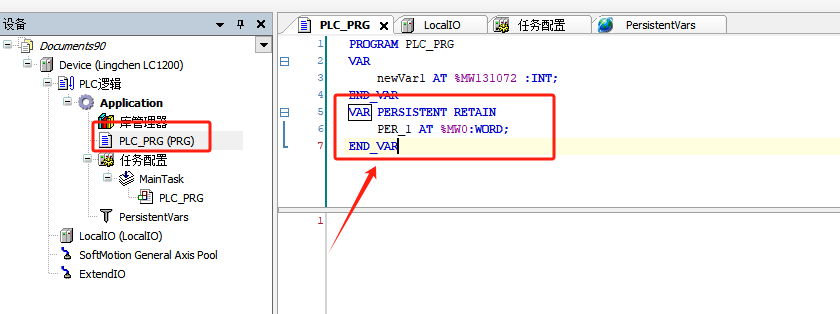 设备
Documents90
Device (Lingchen LC1200)
PLC逻辑
Application
库管理器
PLC_PRG (PRG)
任务配置
MainTask
PLC_PRG
PersistentVars
LocalIO (LocalIO)
SoftMotion General Axis Pool
ExtendIO
PLC_PRG
LocalIO
任务配置
PersistentVars
1 PROGRAM PLC_PRG
2 VAR
3 newVar1 AT %MW131072 :INT;
4 END_VAR
5 VAR PERSISTENT RETAIN
6 PER_1 AT %MW0:WORD;
7 END_VAR
1